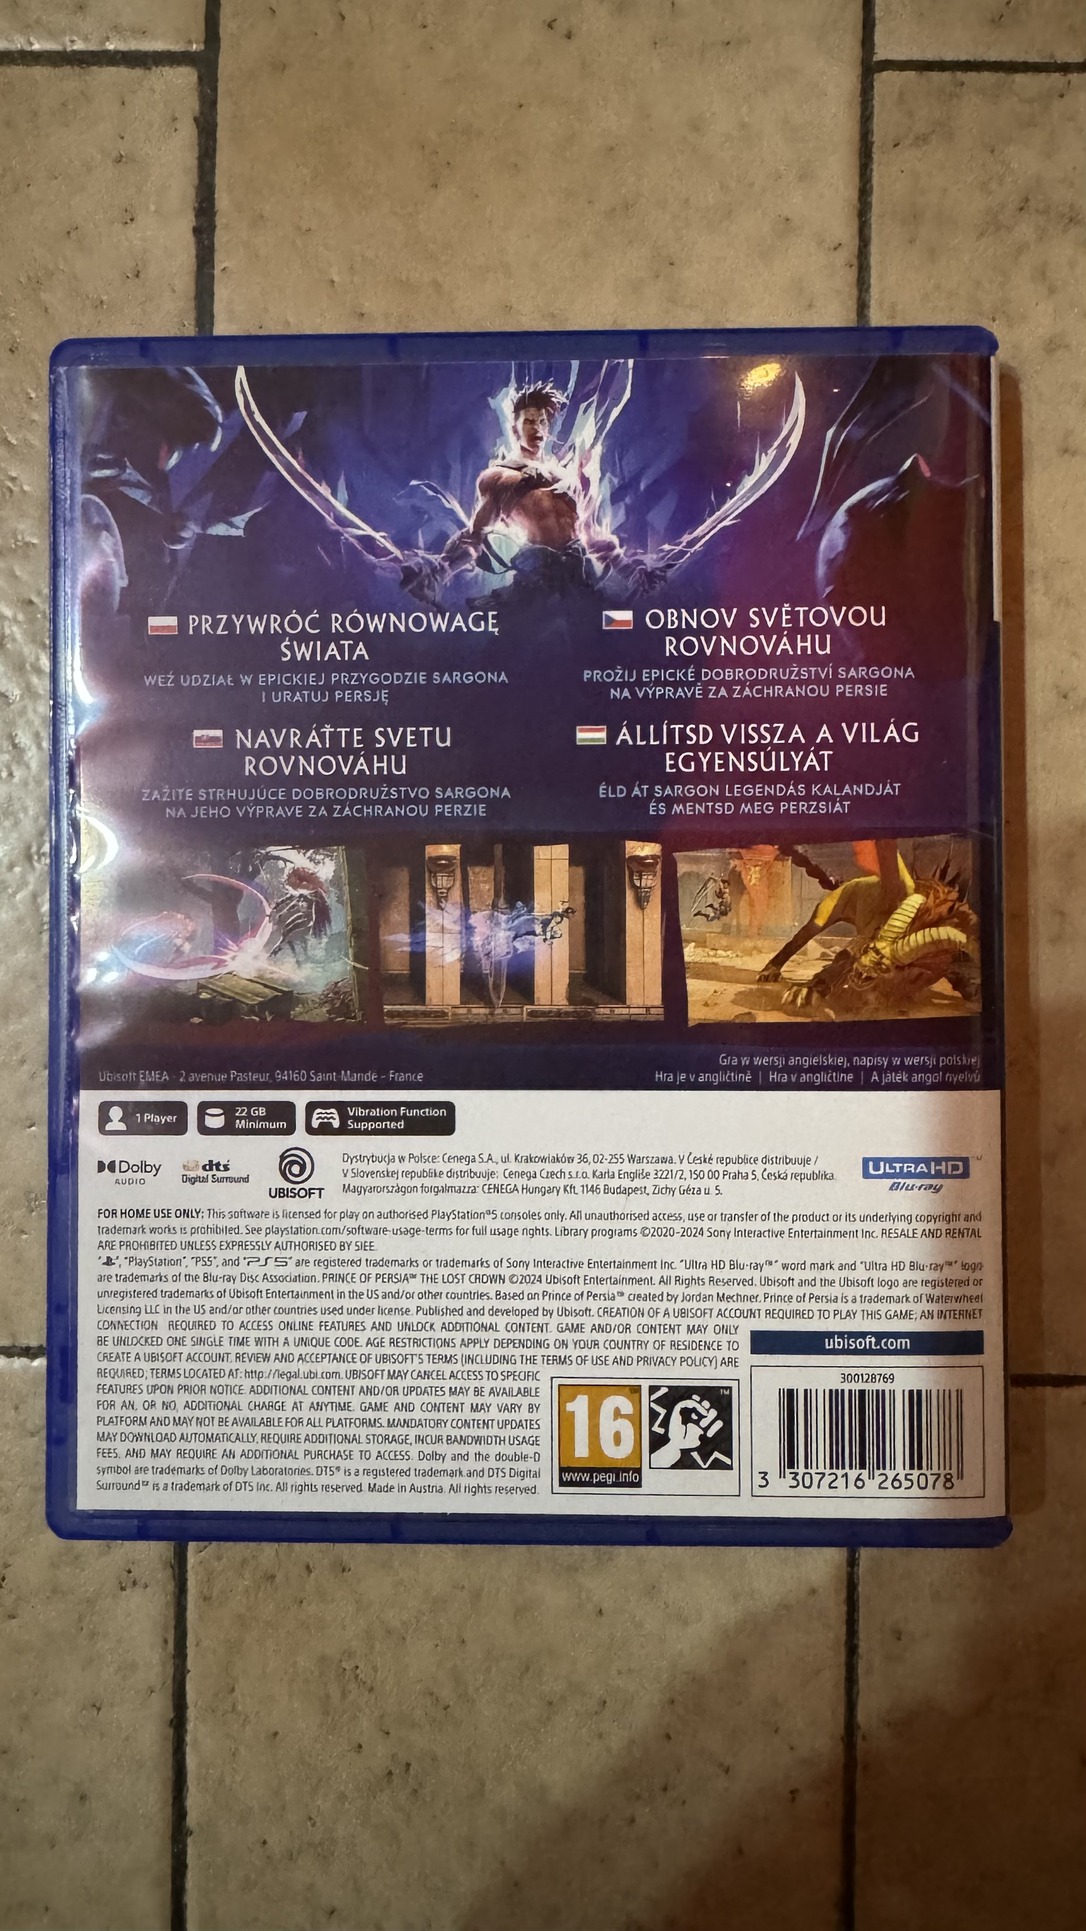 PRZYWRÓĆ RÓWNOWAGĘ
ŚWIATA
WEŹ UDZIAŁ W EPICKIEJ PRZYGODZIE SARGONA
I URATUJ PERSJĘ
OBNOV SVĚTOVOU
ROVNOVÁHU
PROŽIJ EPICKÉ DOBRODRUŽSTVÍ SARGONA
NA VÝPRAVĚ ZA ZÁCHRANOU PERSIE
NAVRÁŤTE SVETU
ROVNOVÁHU
ZAŽITE STRHUJÚCE DOBRODRUŽSTVO SARGONA
NA JEHO VÝPRAVE ZA ZÁCHRANOU PERZIE
ÁLLÍTSD VISSZA A VILÁG
EGYENSÚLYÁT
ÉLD ÁT SARGON LEGENDÁS KALANDJÁT
ÉS MENTSD MEG PERZSIÁT
Gra w wersji angielskiej, napisy w wersji polskiej
Ubisoft EMEA - 2 avenue Pasteur, 94160 Saint-Mandé - France
Hra je v angličtině | Hra v angličtine | A játék angol nyelvű
1 Player
22 GB
Minimum
Vibration Function
Supported
Dolby
AUDIO
dts
Digital Surround
UBISOFT
Dystrybucja w Polsce: Cenega S.A., ul. Krakowiaków 36, 02-255 Warszawa. V České republice distribuuje /
V Slovenskej republike distribuuje: Cenega Czech s.r.o. Karla Engliše 3221/2, 150 00 Praha 5, Česká republika.
Magyarországon forgalmazza: CENEGA Hungary Kft. 1146 Budapest, Zichy Géza u. 5.
ULTRA HD
Blu-ray™
FOR HOME USE ONLY: This software is licensed for play on authorised PlayStation®5 consoles only. All unauthorised access, use or transfer of the product or its underlying copyright and
trademark works is prohibited. See playstation.com/software-usage-terms for full usage rights. Library programs ©2020-2024 Sony Interactive Entertainment Inc. RESALE AND RENTAL
ARE PROHIBITED UNLESS EXPRESSLY AUTHORISED BY SIEE.
"PlayStation", "PS5", and "PS5" are registered trademarks or trademarks of Sony Interactive Entertainment Inc. "Ultra HD Blu-ray™" word mark and "Ultra HD Blu-ray™" logo
are trademarks of the Blu-ray Disc Association. PRINCE OF PERSIA™ THE LOST CROWN ©2024 Ubisoft Entertainment. All Rights Reserved. Ubisoft and the Ubisoft logo are registered or
unregistered trademarks of Ubisoft Entertainment in the US and/or other countries. Based on Prince of Persia™ created by Jordan Mechner. Prince of Persia is a trademark of Waterwheel
Licensing LLC in the US and/or other countries used under license. Published and developed by Ubisoft. CREATION OF A UBISOFT ACCOUNT REQUIRED TO PLAY THIS GAME; AN INTERNET
CONNECTION REQUIRED TO ACCESS ONLINE FEATURES AND UNLOCK ADDITIONAL CONTENT. GAME AND/OR CONTENT MAY ONLY
BE UNLOCKED ONE SINGLE TIME WITH A UNIQUE CODE. AGE RESTRICTIONS APPLY DEPENDING ON YOUR COUNTRY OF RESIDENCE TO
CREATE A UBISOFT ACCOUNT. REVIEW AND ACCEPTANCE OF UBISOFT'S TERMS (INCLUDING THE TERMS OF USE AND PRIVACY POLICY) ARE
REQUIRED; TERMS LOCATED AT: http://legal.ubi.com. UBISOFT MAY CANCEL ACCESS TO SPECIFIC
FEATURES UPON PRIOR NOTICE. ADDITIONAL CONTENT AND/OR UPDATES MAY BE AVAILABLE
FOR AN, OR NO, ADDITIONAL CHARGE AT ANYTIME. GAME AND CONTENT MAY VARY BY
PLATFORM AND MAY NOT BE AVAILABLE FOR ALL PLATFORMS. MANDATORY CONTENT UPDATES
MAY DOWNLOAD AUTOMATICALLY, REQUIRE ADDITIONAL STORAGE, INCUR BANDWIDTH USAGE
FEES, AND MAY REQUIRE AN ADDITIONAL PURCHASE TO ACCESS. Dolby and the double-D
symbol are trademarks of Dolby Laboratories. DTS® is a registered trademark and DTS Digital
Surround™ is a trademark of DTS Inc. All rights reserved. Made in Austria. All rights reserved.
ubisoft.com
300128769
16
www.pegi.info
3 307216 265078